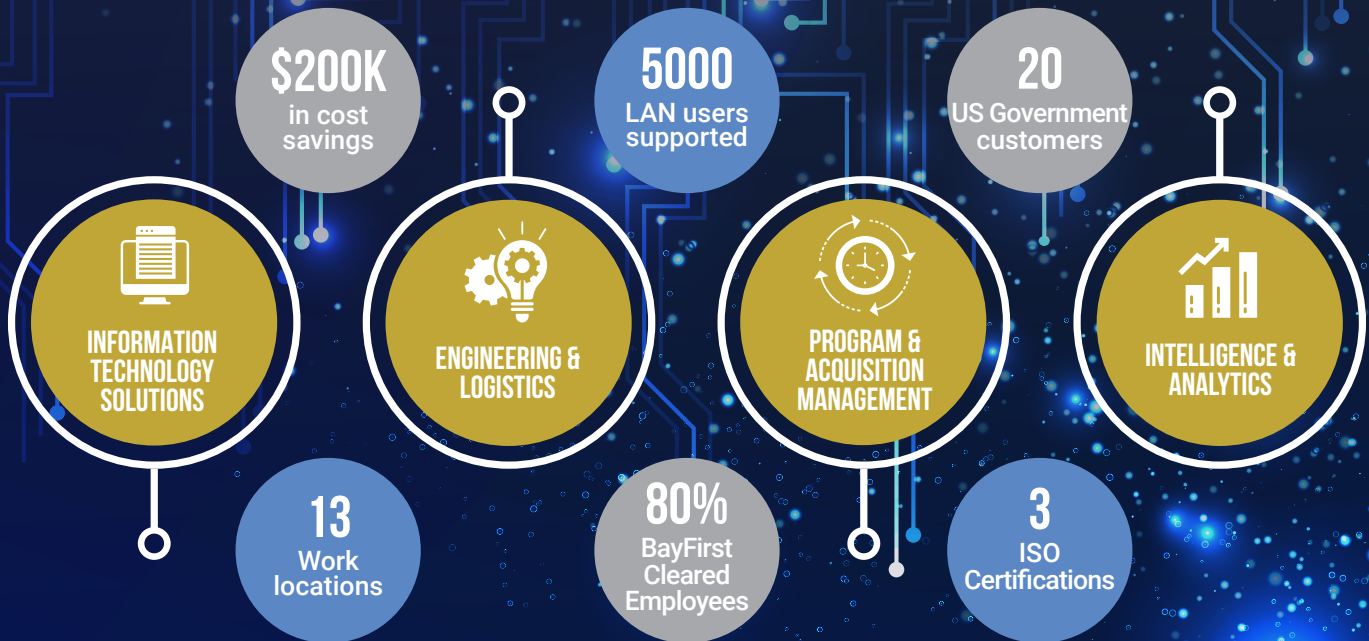 $200K
in cost
savings
5000
LAN users
supported
20
US Government
customers
INFORMATION
TECHNOLOGY
SOLUTIONS
ENGINEERING &
LOGISTICS
PROGRAM &
ACQUISITION
MANAGEMENT
INTELLIGENCE &
ANALYTICS
13
Work
locations
80%
BayFirst
Cleared
Employees
3
ISO
Certifications